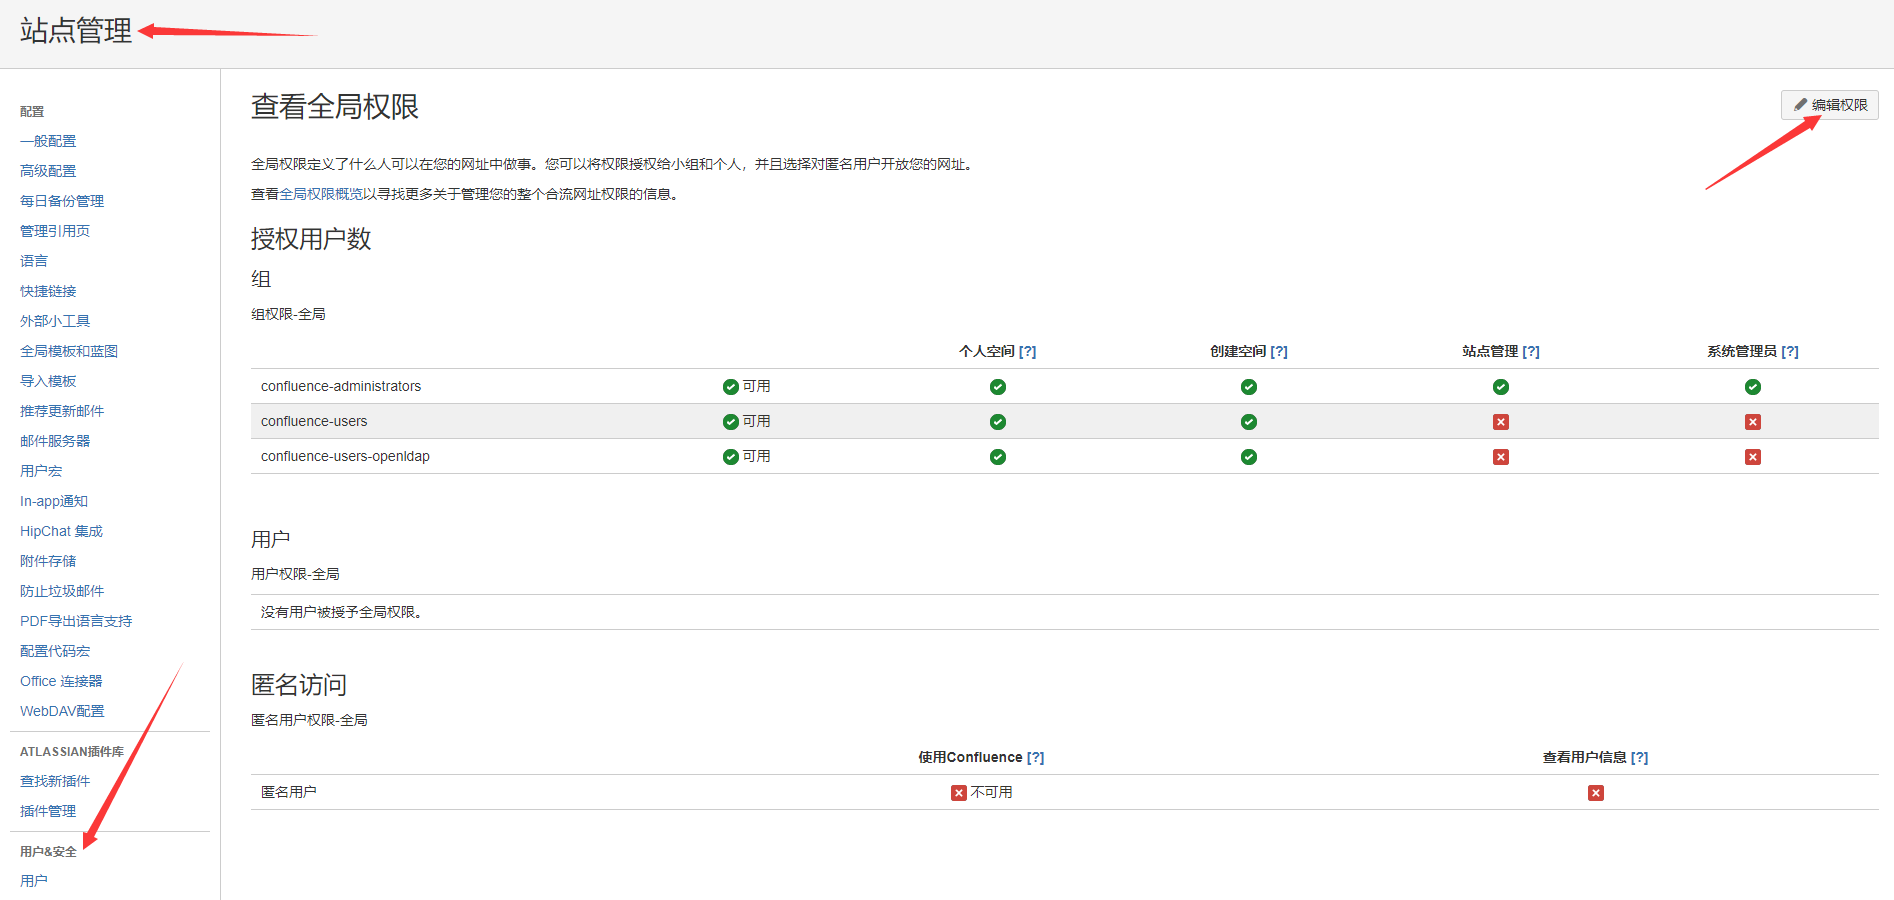 站点管理
配置
一般配置
高级配置
每日备份管理
管理引用页
语言
快捷链接
外部小工具
全局模板和蓝图
导入模板
推荐更新邮件
邮件服务器
用户宏
In-app通知
HipChat 集成
附件存储
防止垃圾邮件
PDF导出语言支持
配置代码宏
Office 连接器
WebDAV配置
ATLASSIAN插件库
查找新插件
插件管理
用户&安全
用户
查看全局权限
编辑权限
全局权限定义了什么人可以在您的网址中做事。您可以将权限授权给小组和个人，并且选择对匿名用户开放您的网址。
查看全局权限概览以寻找更多关于管理您的整个合流网址权限的信息。
授权用户数
组
组权限-全局
个人空间 [?] 创建空间 [?] 站点管理 [?] 系统管理员 [?]
confluence-administrators 可用
confluence-users 可用
confluence-users-openldap 可用
用户
用户权限-全局
没有用户被授予全局权限。
匿名访问
匿名用户权限-全局
使用Confluence [?] 查看用户信息 [?]
匿名用户 不可用